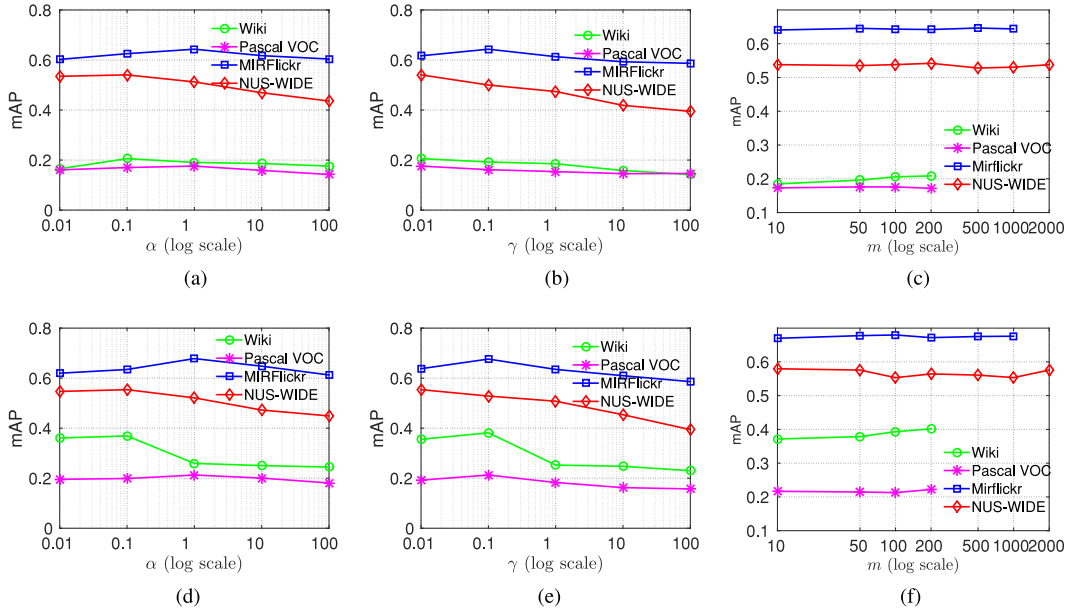 0.8
0.6
0.4
0.2
0
mAP
Wiki
Pascal VOC
MIRFlickr
NUS-WIDE
0.01 0.1 1 10 100
α (log scale)
(a)
0.8
0.6
0.4
0.2
0
mAP
Wiki
Pascal VOC
MIRFlickr
NUS-WIDE
0.01 0.1 1 10 100
γ (log scale)
(b)
0.6
0.5
0.4
0.3
0.2
0.1
mAP
Wiki
Pascal VOC
Mirflickr
NUS-WIDE
10 50 100 200 500 1000 2000
m (log scale)
(c)
0.8
0.6
0.4
0.2
0
mAP
Wiki
Pascal VOC
MIRFlickr
NUS-WIDE
0.01 0.1 1 10 100
α (log scale)
(d)
0.8
0.6
0.4
0.2
0
mAP
Wiki
Pascal VOC
MIRFlickr
NUS-WIDE
0.01 0.1 1 10 100
γ (log scale)
(e)
0.6
0.5
0.4
0.3
0.2
0.1
mAP
Wiki
Pascal VOC
Mirflickr
NUS-WIDE
10 50 100 200 500 1000 2000
m (log scale)
(f)